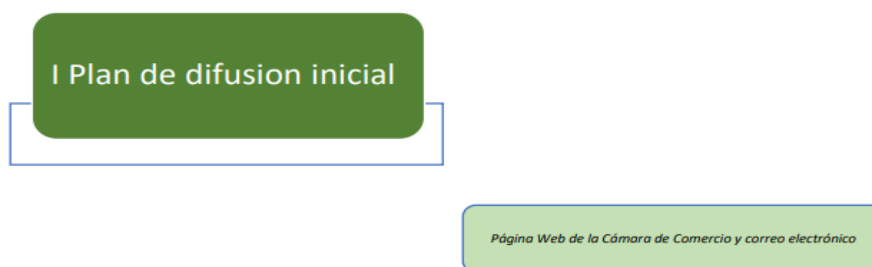 I Plan de difusion inicial
Página Web de la Cámara de Comercio y correo electrónico